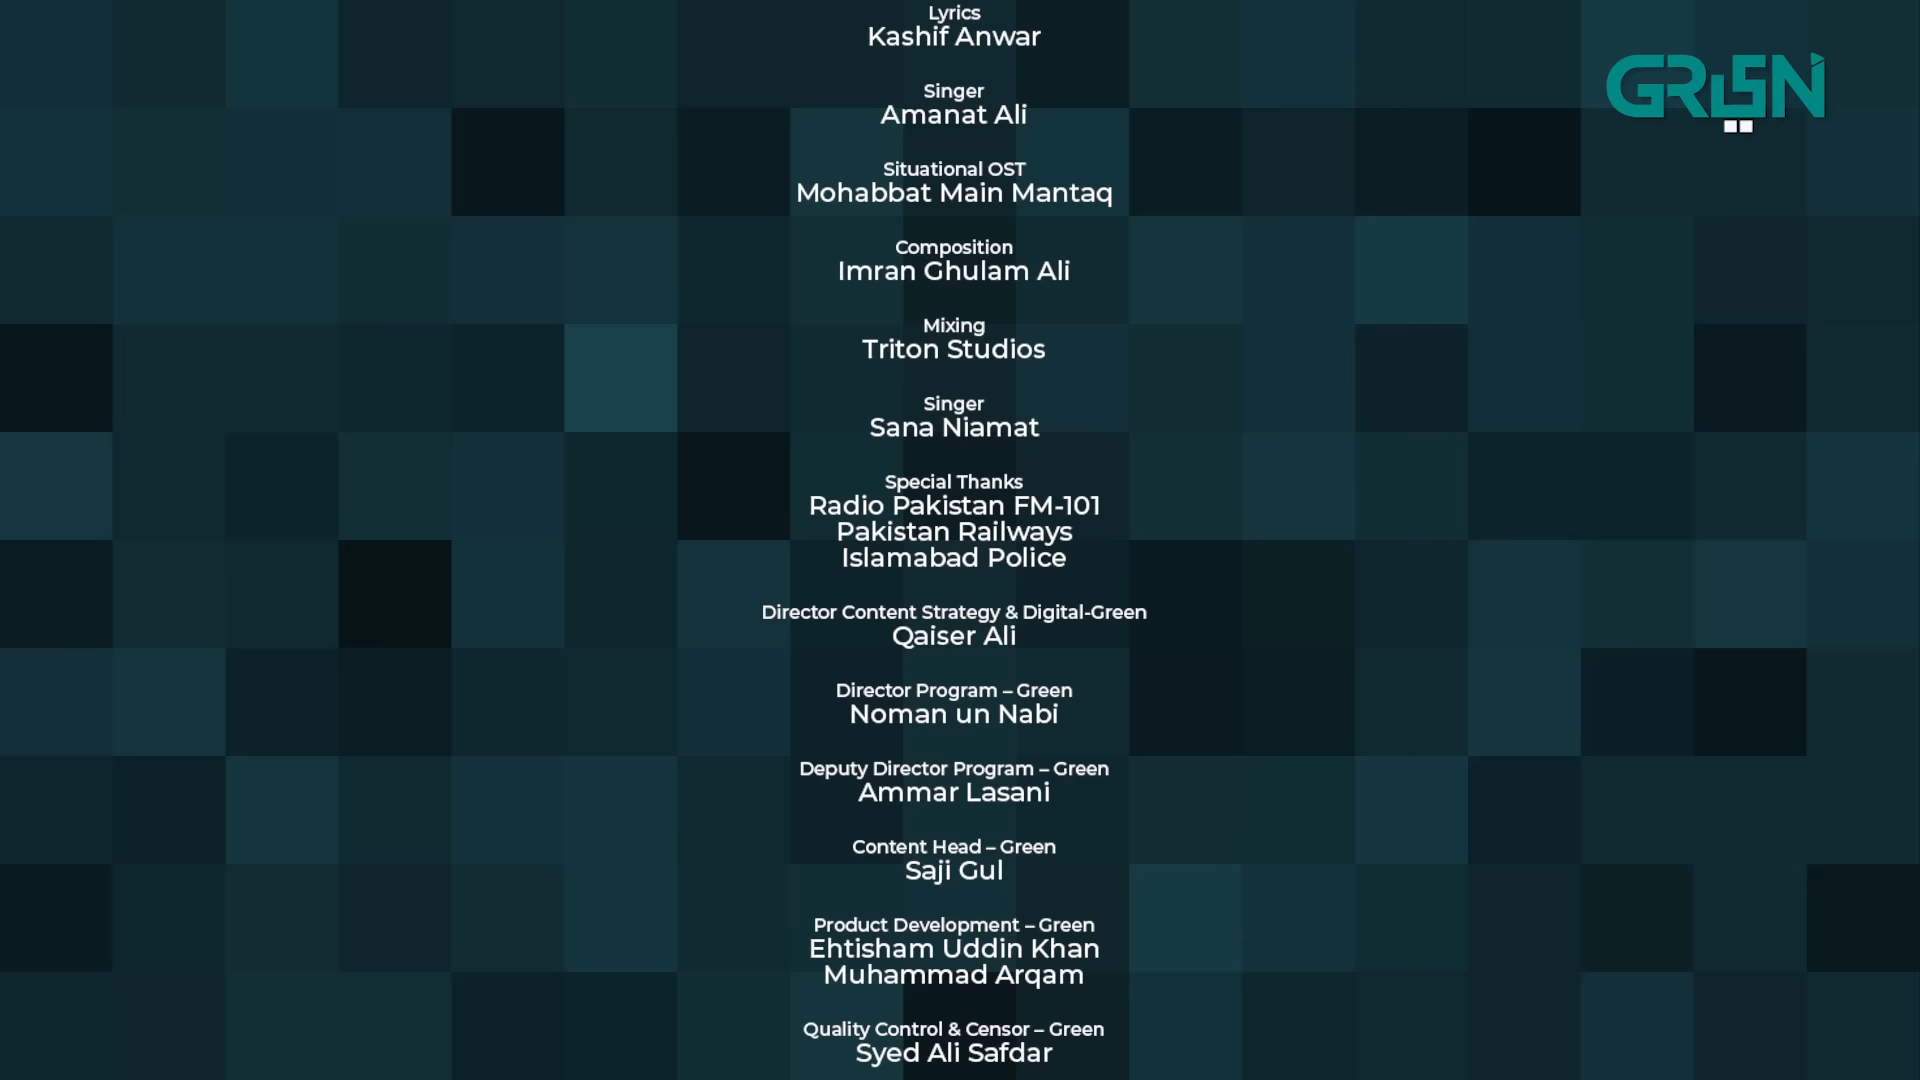 Lyrics
Kashif Anwar
GREEN
Singer
Amanat Ali
Situational OST
Mohabbat Main Mantaq
Composition
Imran Ghulam Ali
Mixing
Triton Studios
Singer
Sana Niamat
Special Thanks
Radio Pakistan FM-101
Pakistan Railways
Islamabad Police
Director Content Strategy & Digital-Green
Qaiser Ali
Director Program – Green
Noman un Nabi
Deputy Director Program – Green
Ammar Lasani
Content Head – Green
Saji Gul
Product Development – Green
Ehtisham Uddin Khan
Muhammad Arqam
Quality Control & Censor – Green
Syed Ali Safdar